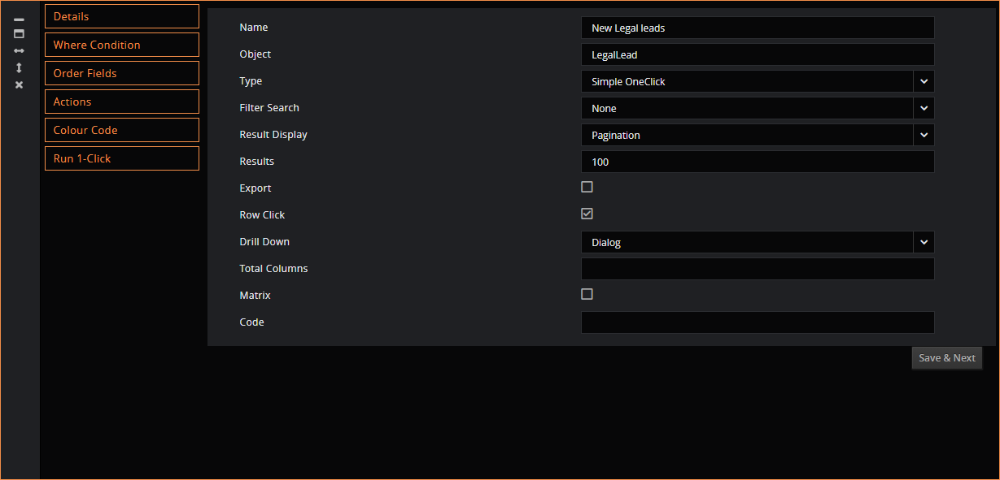 Details
Where Condition
Order Fields
Actions
Colour Code
Run 1-Click
Name
New Legal leads
Object
LegalLead
Type
Simple OneClick
Filter Search
None
Result Display
Pagination
Results
100
Export
Row Click
Drill Down
Dialog
Total Columns
Matrix
Code
Save & Next